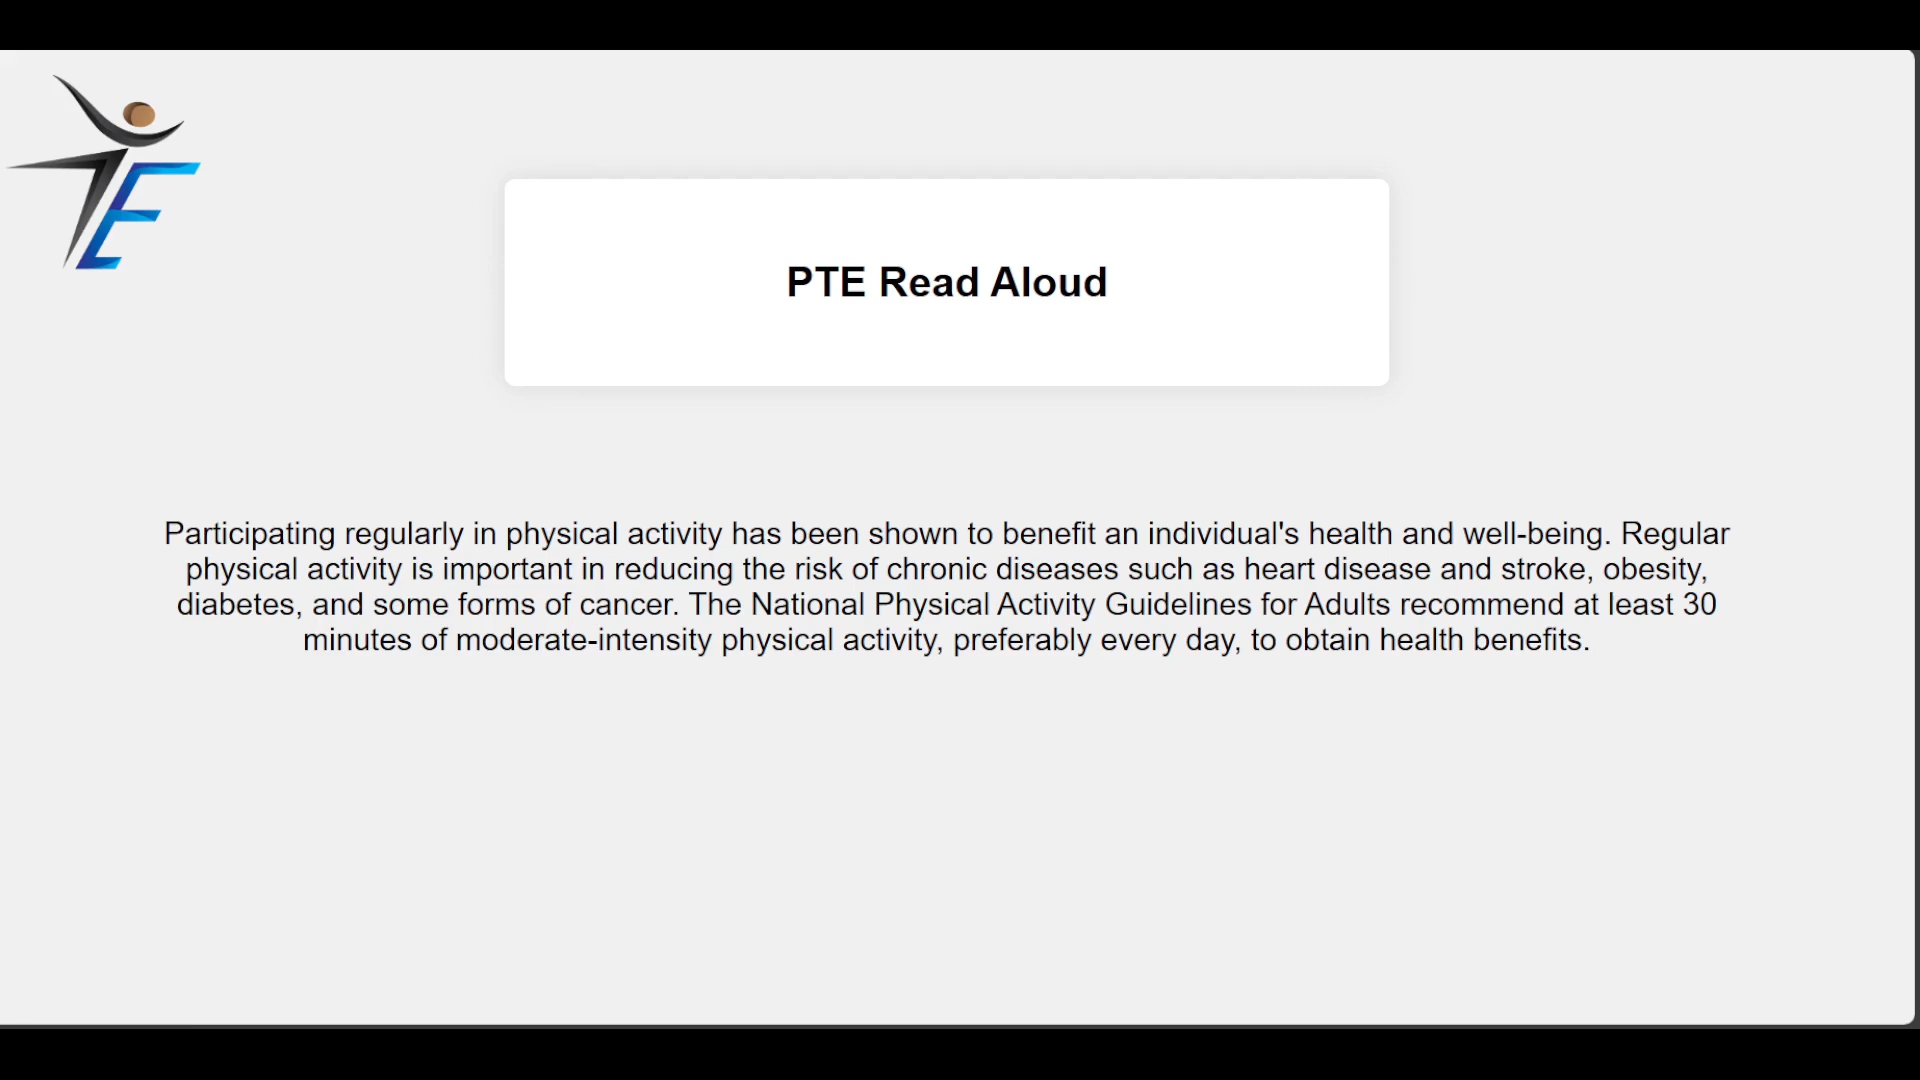 PTE Read Aloud
Participating regularly in physical activity has been shown to benefit an individual's health and well-being. Regular
physical activity is important in reducing the risk of chronic diseases such as heart disease and stroke, obesity,
diabetes, and some forms of cancer. The National Physical Activity Guidelines for Adults recommend at least 30
minutes of moderate-intensity physical activity, preferably every day, to obtain health benefits.